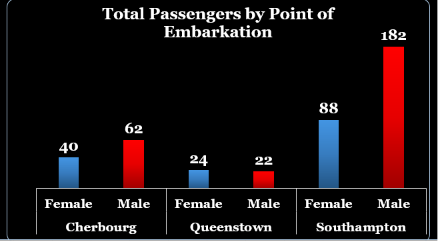 Total Passengers by Point of
Embarkation
182
88
62
40
24
22
Female Male Female Male Female Male
Cherbourg Queenstown Southampton